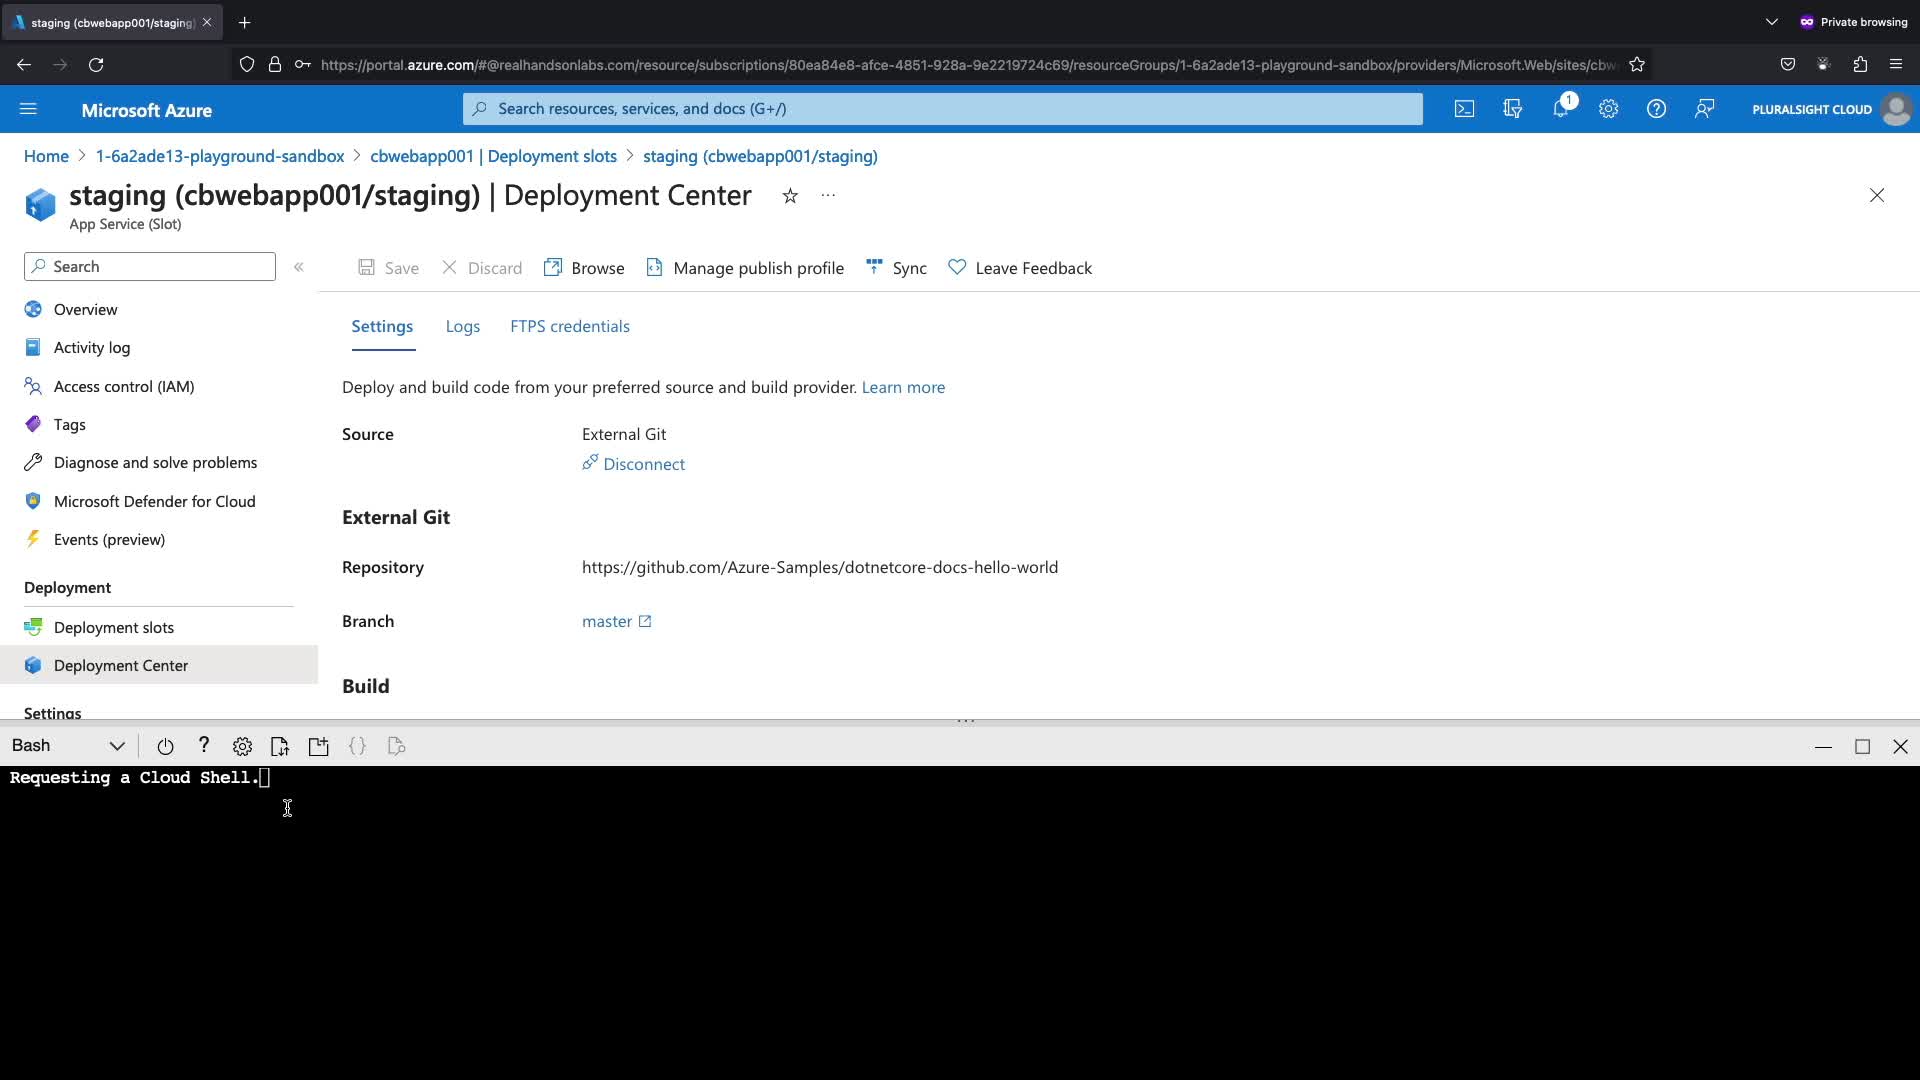 staging (cbwebapp001/staging)
Private browsing
https://portal.azure.com/#@realhandsonlabs.com/resource/subscriptions/80ea84e8-afce-4851-928a-9e2219724c69/resourceGroups/1-6a2ade13-playground-sandbox/providers/Microsoft.Web/sites/cbw
Microsoft Azure
Search resources, services, and docs (G+/)
1
PLURALSIGHT CLOUD
Home > 1-6a2ade13-playground-sandbox > cbwebapp001 | Deployment slots > staging (cbwebapp001/staging)
staging (cbwebapp001/staging) | Deployment Center
App Service (Slot)
Search
Save
Discard
Browse
Manage publish profile
Sync
Leave Feedback
Overview
Activity log
Access control (IAM)
Tags
Diagnose and solve problems
Microsoft Defender for Cloud
Events (preview)
Deployment
Deployment slots
Deployment Center
Settings
Settings
Logs
FTPS credentials
Deploy and build code from your preferred source and build provider. Learn more
Source
External Git
Disconnect
External Git
Repository
https://github.com/Azure-Samples/dotnetcore-docs-hello-world
Branch
master
Build
Bash
Requesting a Cloud Shell.